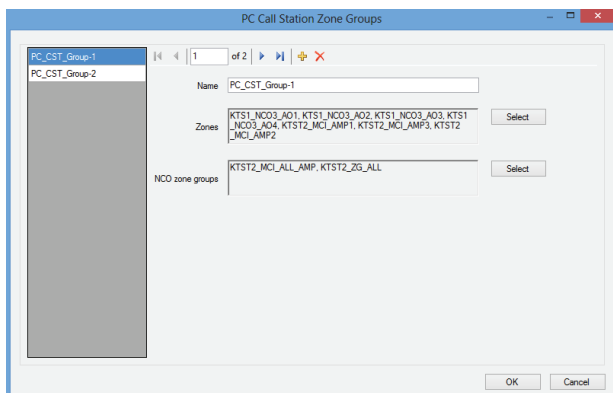 PC Call Station Zone Groups
PC_CST_Group-1
PC_CST_Group-2
1 of 2
Name PC_CST_Group-1
Zones
KTS1_NCO3_AO1, KTS1_NCO3_AO2, KTS1_NCO3_AO3, KTS1
_NCO3_AO4, KTST2_MCI_AMP1, KTST2_MCI_AMP3, KTST2
_MCI_AMP2
Select
NCO zone groups
KTST2_MCI_ALL_AMP, KTST2_ZG_ALL
Select
OK Cancel